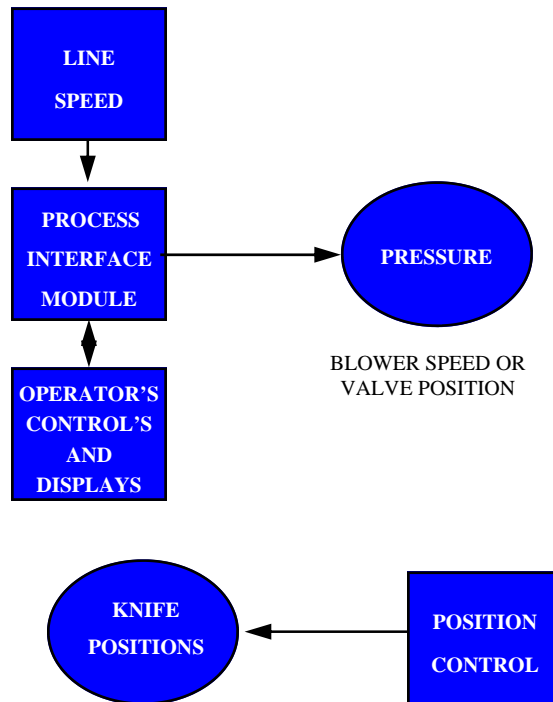 LINE
SPEED
PROCESS
INTERFACE
MODULE
PRESSURE
BLOWER SPEED OR
VALVE POSITION
OPERATOR’S
CONTROL’S
AND
DISPLAYS
KNIFE
POSITIONS
POSITION
CONTROL